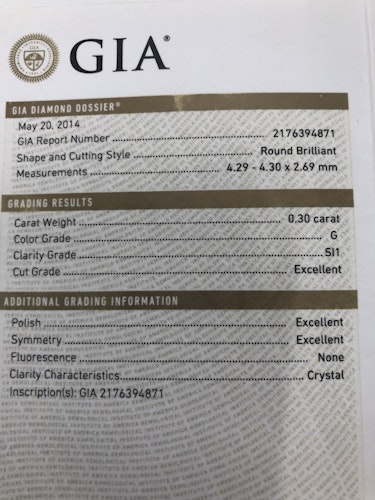 GIA®
GIA DIAMOND DOSSIER®
May 20, 2014
GIA Report Number 2176394871
Shape and Cutting Style Round Brilliant
Measurements 4.29 - 4.30 x 2.69 mm
GRADING RESULTS
Carat Weight 0.30 carat
Color Grade G
Clarity Grade SI1
Cut Grade Excellent
ADDITIONAL GRADING INFORMATION
Polish Excellent
Symmetry Excellent
Fluorescence None
Clarity Characteristics Crystal
Inscription(s): GIA 2176394871